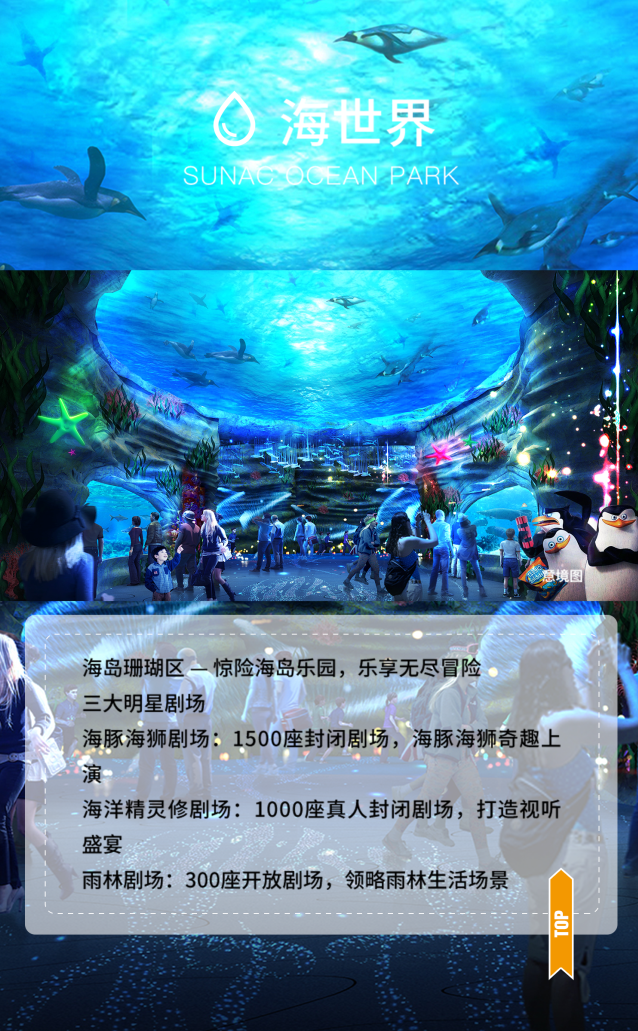 海世界
SUNAC OCEAN PARK
意境图
海岛珊瑚区 — 惊险海岛乐园，乐享无尽冒险
三大明星剧场
海豚海狮剧场：1500座封闭剧场，海豚海狮奇趣上
演
海洋精灵修剧场：1000座真人封闭剧场，打造视听
盛宴
雨林剧场：300座开放剧场，领略雨林生活场景
TOP